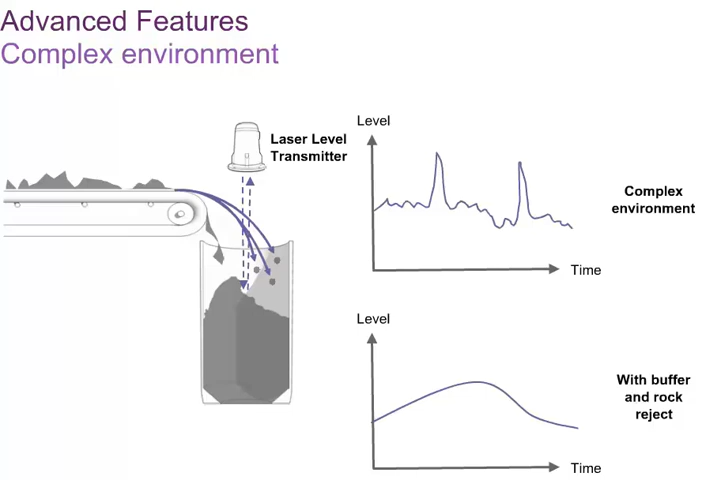 Advanced Features
Complex environment
Laser Level
Transmitter
Level
Complex
environment
Time
Level
With buffer
and rock
reject
Time